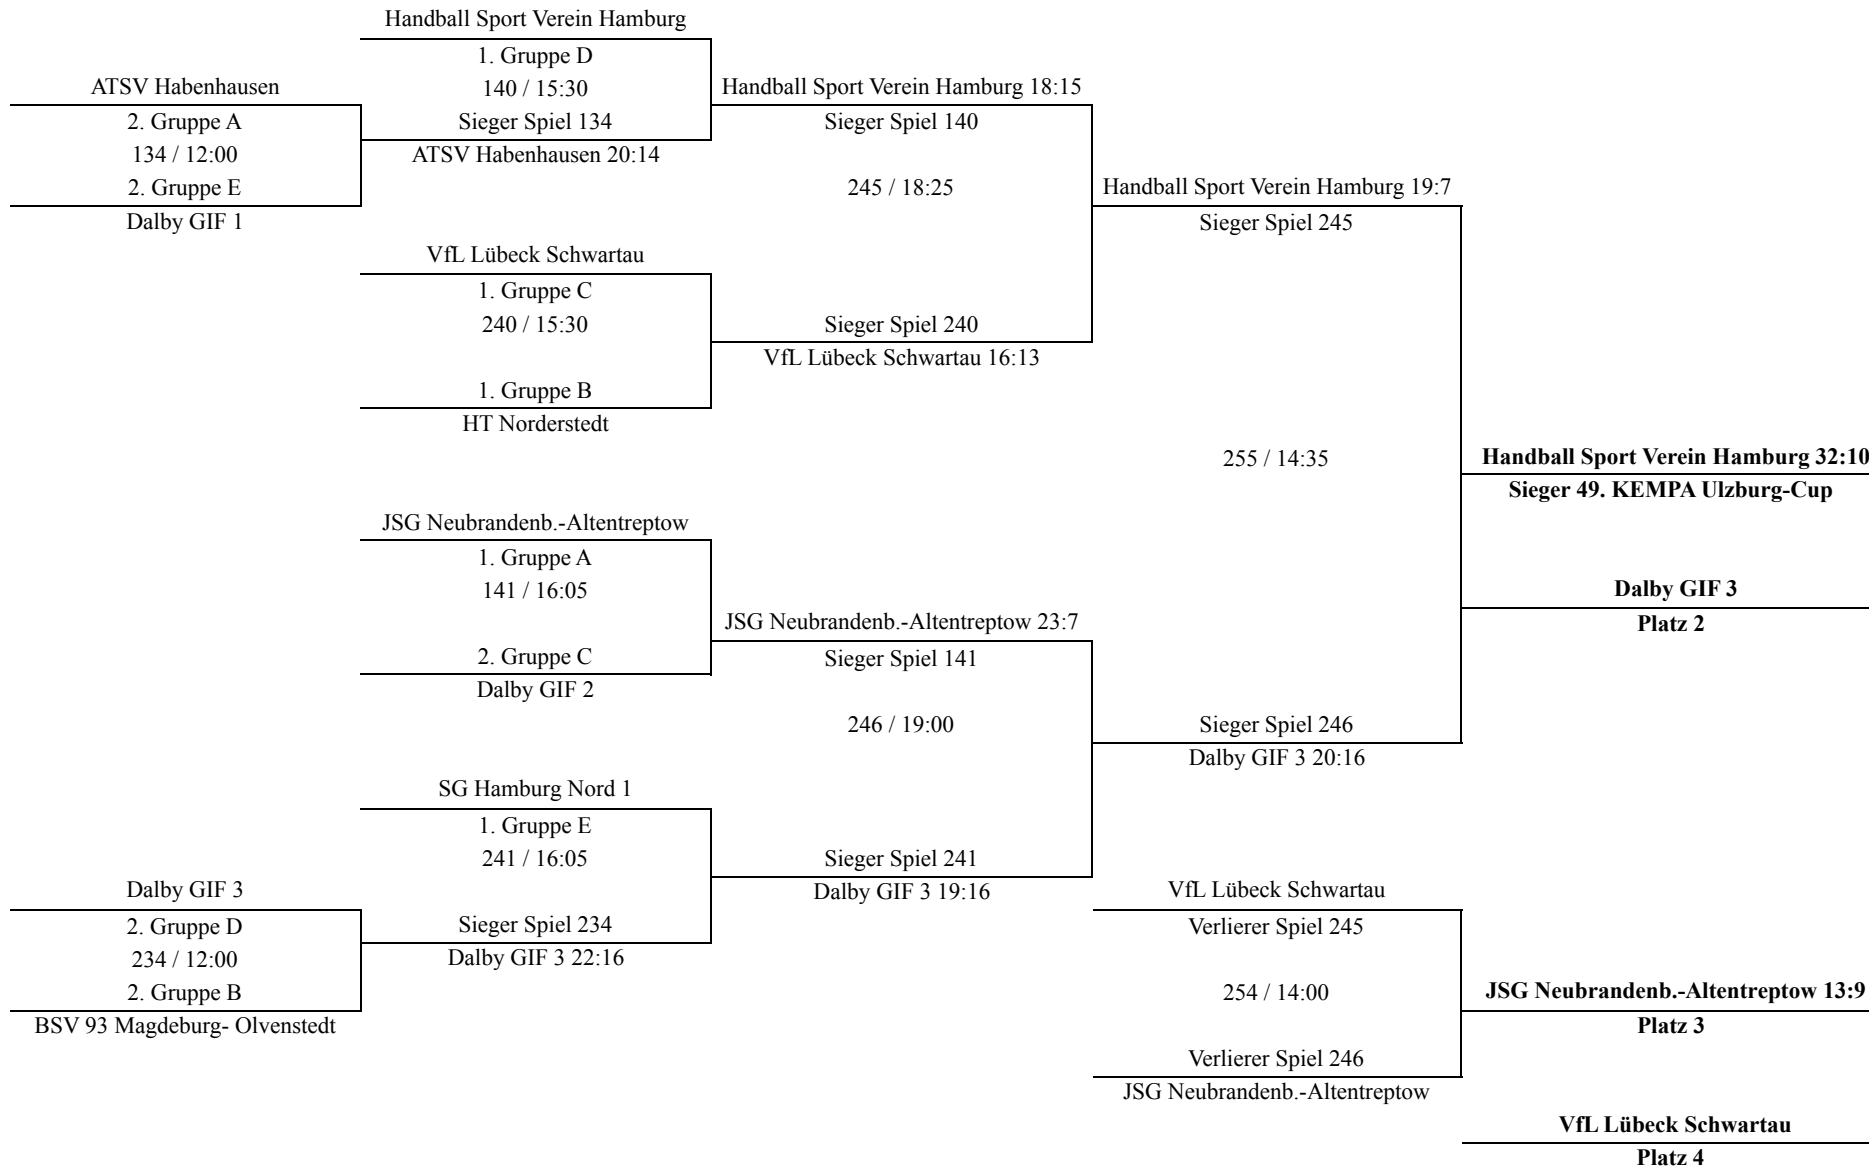 Handball Sport Verein Hamburg
1. Gruppe D
140 / 15:30
Sieger Spiel 134
ATSV Habenhausen 20:14
ATSV Habenhausen
2. Gruppe A
134 / 12:00
2. Gruppe E
Dalby GIF 1
Handball Sport Verein Hamburg 18:15
Sieger Spiel 140
245 / 18:25
Sieger Spiel 240
VfL Lübeck Schwartau 16:13
VfL Lübeck Schwartau
1. Gruppe C
240 / 15:30
1. Gruppe B
HT Norderstedt
Handball Sport Verein Hamburg 19:7
Sieger Spiel 245
255 / 14:35
Sieger Spiel 246
Dalby GIF 3 20:16
Handball Sport Verein Hamburg 32:10
Sieger 49. KEMPA Ulzburg-Cup
Dalby GIF 3
Platz 2
JSG Neubrandenb.-Altentreptow
1. Gruppe A
141 / 16:05
2. Gruppe C
Dalby GIF 2
JSG Neubrandenb.-Altentreptow 23:7
Sieger Spiel 141
246 / 19:00
Sieger Spiel 241
Dalby GIF 3 19:16
SG Hamburg Nord 1
1. Gruppe E
241 / 16:05
Sieger Spiel 234
Dalby GIF 3 22:16
Dalby GIF 3
2. Gruppe D
234 / 12:00
2. Gruppe B
BSV 93 Magdeburg- Olvenstedt
VfL Lübeck Schwartau
Verlierer Spiel 245
254 / 14:00
Verlierer Spiel 246
JSG Neubrandenb.-Altentreptow
JSG Neubrandenb.-Altentreptow 13:9
Platz 3
VfL Lübeck Schwartau
Platz 4